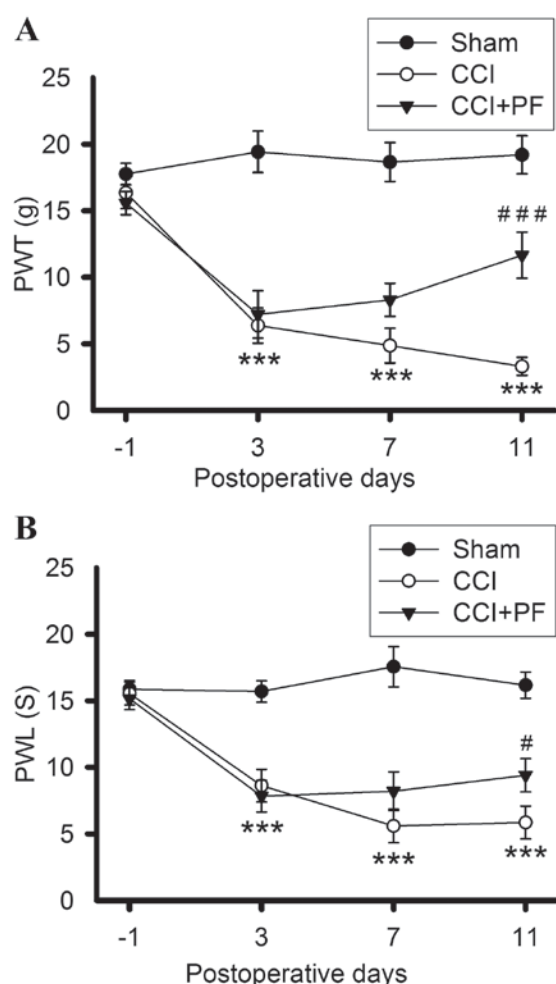 A
Sham
CCI
CCI+PF
25
20
15
10
5
0
PWT (g)
###
***
***
***
-1 3 7 11
Postoperative days
B
Sham
CCI
CCI+PF
25
20
15
10
5
0
PWL (S)
#
***
***
***
-1 3 7 11
Postoperative days